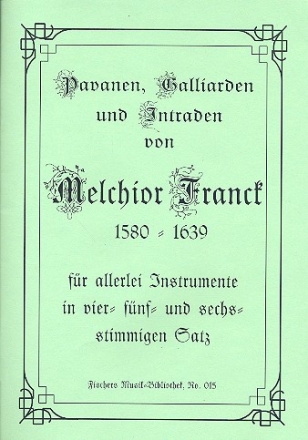 Pavanen, Galliarden
und Intraden
von
Melchior Franck
1580 - 1639
für allerlei Instrumente
in vier- fünf- und sechs-
stimmigen Satz
Fischers Musik-Bibliothek, No. 015